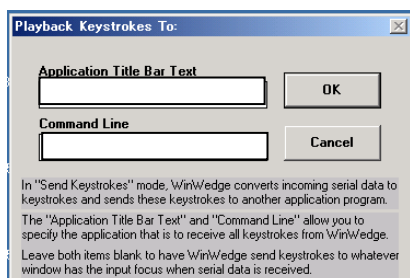 Playback Keystrokes To:
Application Title Bar Text
OK
Command Line
Cancel
In "Send Keystrokes" mode, WinWedge converts incoming serial data to
keystrokes and sends these keystrokes to another application program.
The "Application Title Bar Text" and "Command Line" allow you to
specify the application that is to receive all keystrokes from WinWedge.
Leave both items blank to have WinWedge send keystrokes to whatever
window has the input focus when serial data is received.